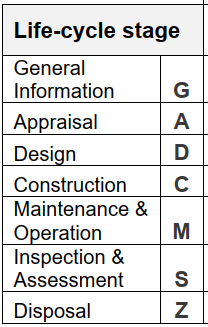 Life-cycle stage
General
Information G
Appraisal A
Design D
Construction C
Maintenance &
Operation M
Inspection &
Assessment S
Disposal Z